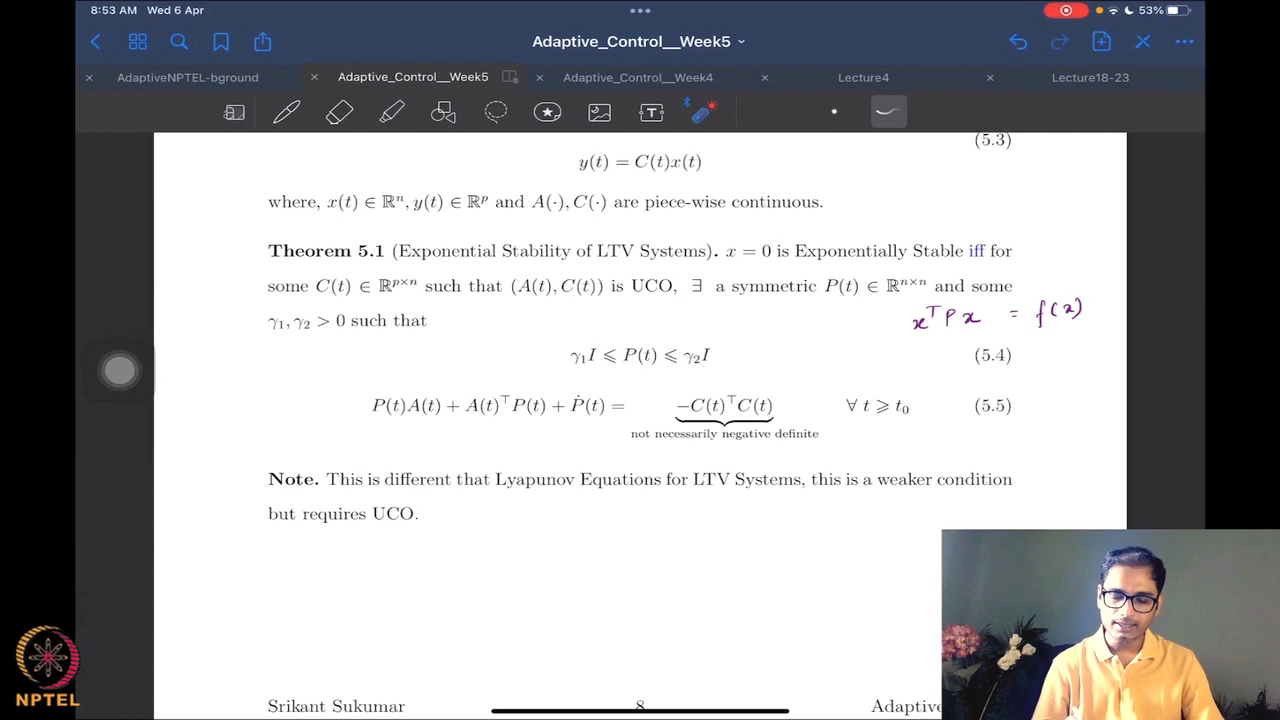 8:53 AM Wed 6 Apr
53%
Adaptive_Control__Week5
AdaptiveNPTEL-bground
Adaptive_Control__Week5
Adaptive_Control__Week4
Lecture4
Lecture18-23
(5.3)
y(t) = C(t)x(t)
where, x(t) ∈ ℝⁿ, y(t) ∈ ℝᵖ and A(·), C(·) are piece-wise continuous.
Theorem 5.1 (Exponential Stability of LTV Systems). x = 0 is Exponentially Stable iff for
some C(t) ∈ ℝᵖˣⁿ such that (A(t), C(t)) is UCO, ∃ a symmetric P(t) ∈ ℝⁿˣⁿ and some
γ₁, γ₂ > 0 such that
xᵀ P x = f(x)
γ₁I ⩽ P(t) ⩽ γ₂I (5.4)
P(t)A(t) + A(t)ᵀP(t) + Ṗ(t) = −C(t)ᵀC(t) ∀ t ⩾ t₀ (5.5)
not necessarily negative definite
Note. This is different that Lyapunov Equations for LTV Systems, this is a weaker condition
but requires UCO.
Srikant Sukumar 8 Adaptive
NPTEL